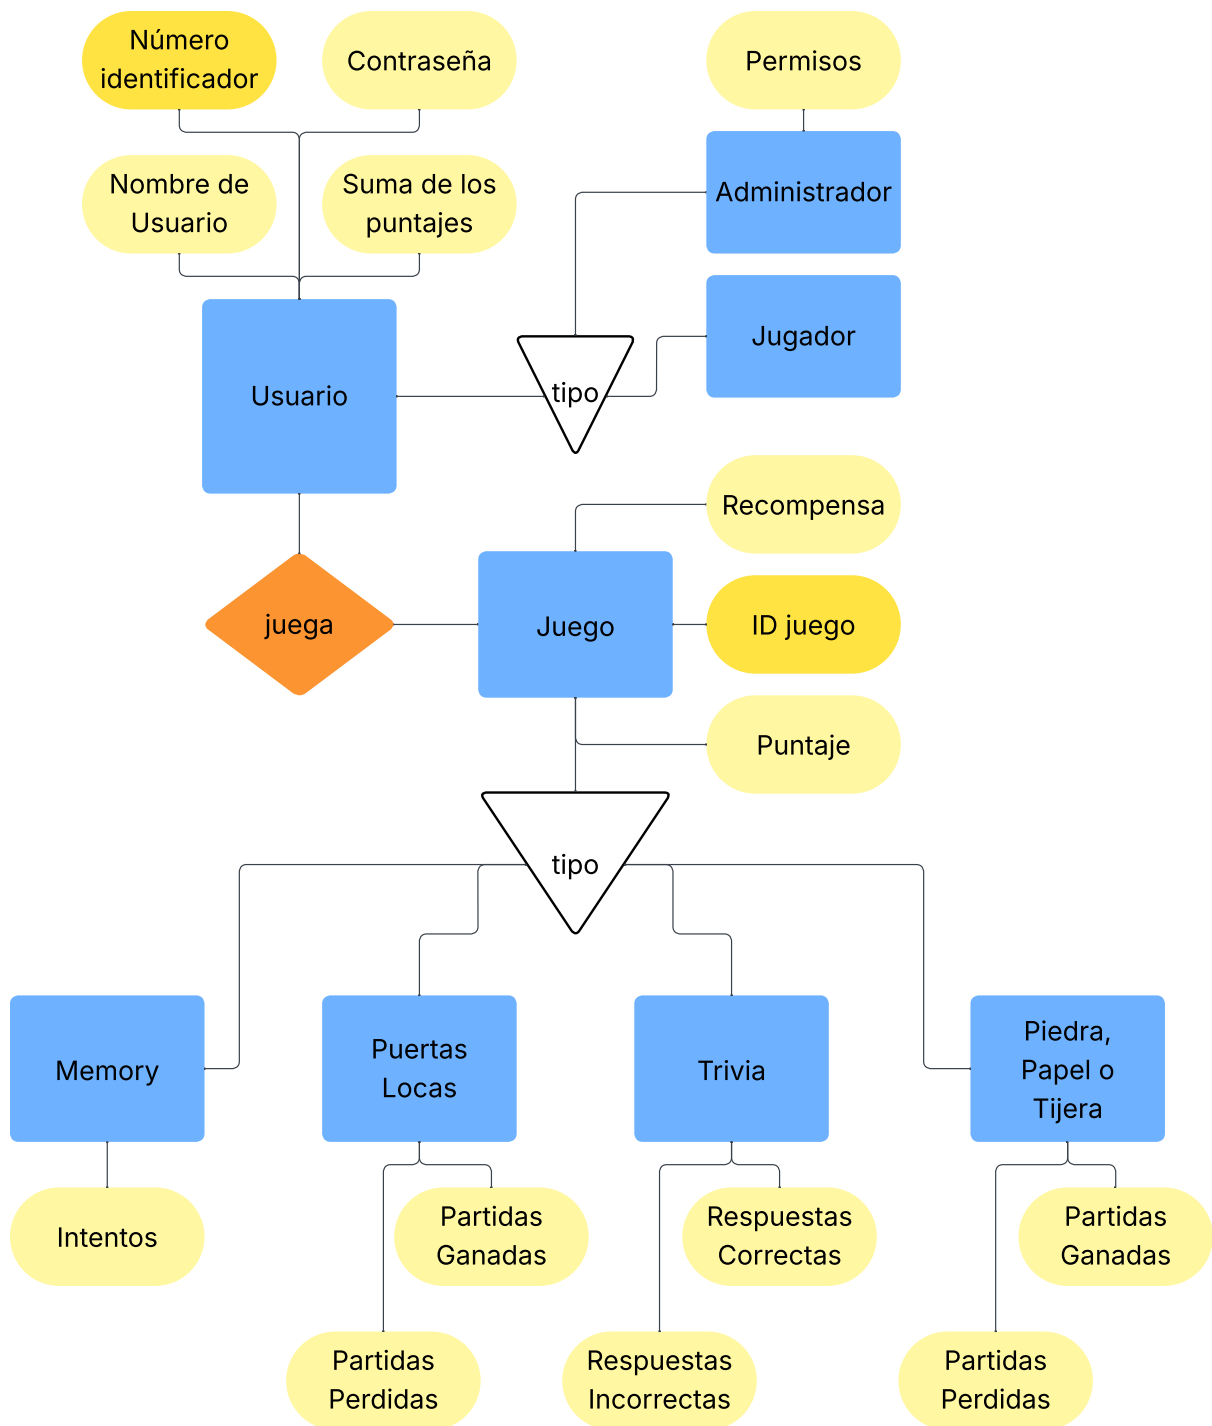 Número
identificador
Contraseña
Permisos
Nombre de
Usuario
Suma de los
puntajes
Administrador
Jugador
Usuario
tipo
Recompensa
juega
Juego
ID juego
Puntaje
tipo
Memory
Puertas
Locas
Trivia
Piedra,
Papel o
Tijera
Intentos
Partidas
Ganadas
Respuestas
Correctas
Partidas
Ganadas
Partidas
Perdidas
Respuestas
Incorrectas
Partidas
Perdidas